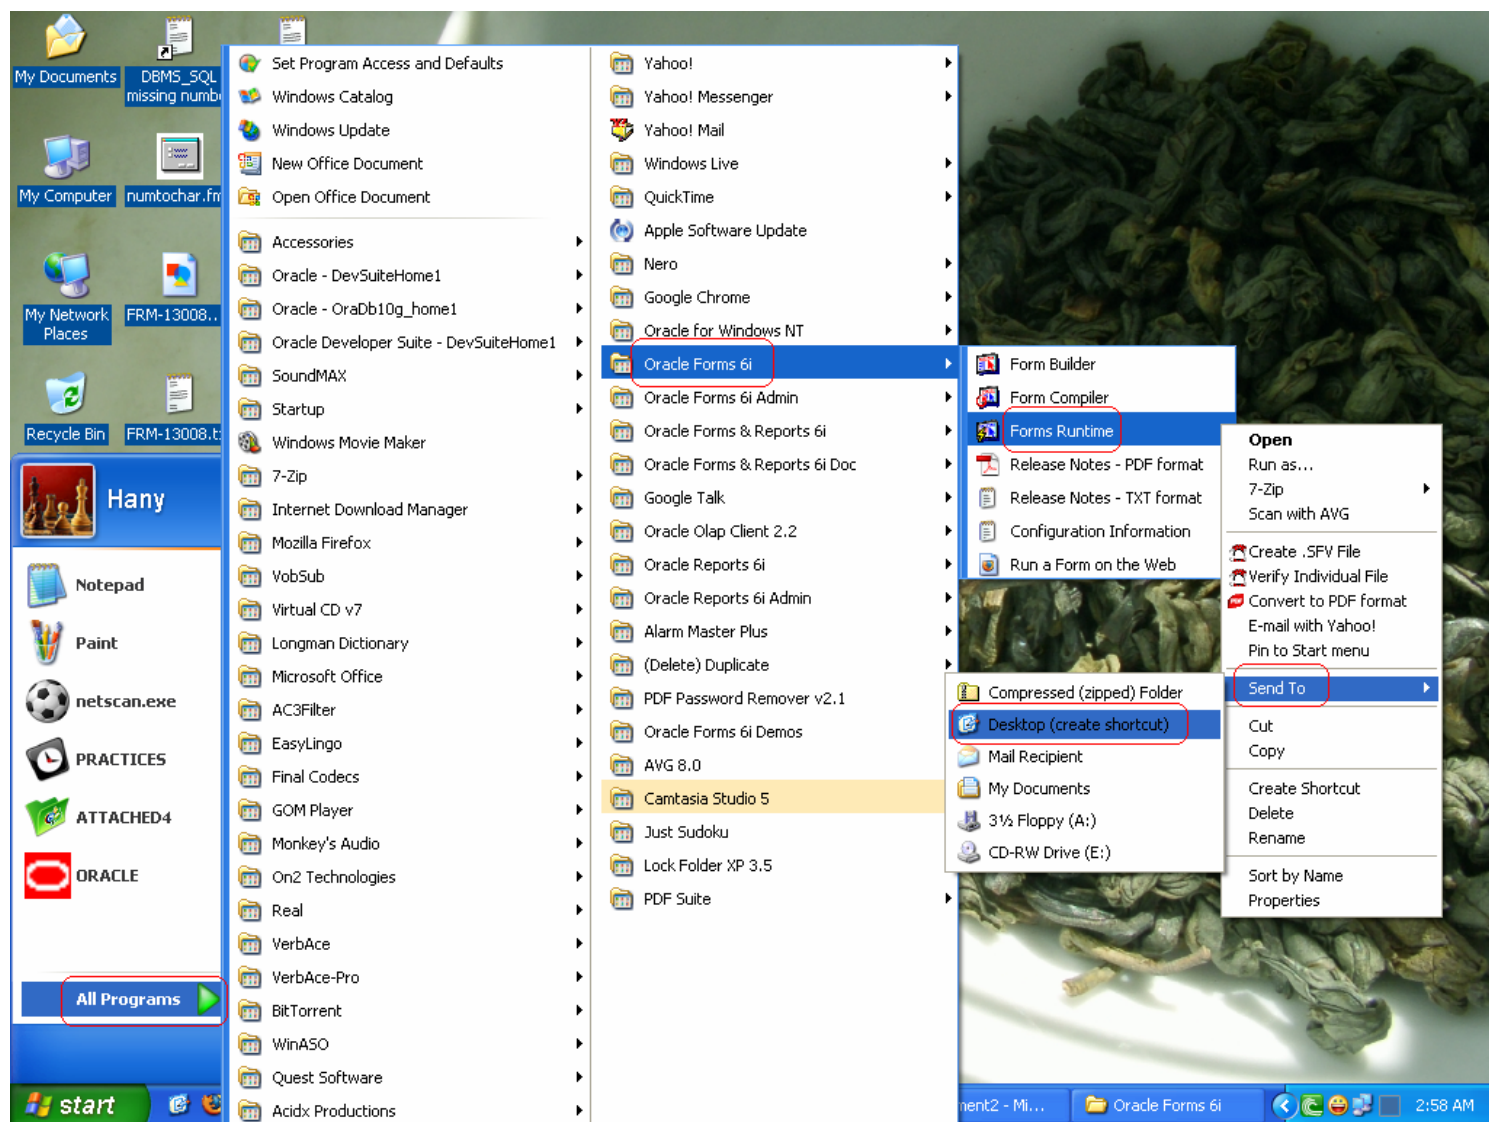 My Documents
DBMS_SQL
missing numb
My Computer
numtochar.fm
My Network
Places
FRM-13008..
Recycle Bin
FRM-13008.t
Hany
Notepad
Paint
netscan.exe
PRACTICES
ATTACHED4
ORACLE
All Programs
start
Set Program Access and Defaults
Windows Catalog
Windows Update
New Office Document
Open Office Document
Accessories
Oracle - DevSuiteHome1
Oracle - OraDb10g_home1
Oracle Developer Suite - DevSuiteHome1
SoundMAX
Startup
Windows Movie Maker
7-Zip
Internet Download Manager
Mozilla Firefox
VobSub
Virtual CD v7
Longman Dictionary
Microsoft Office
AC3Filter
EasyLingo
Final Codecs
GOM Player
Monkey's Audio
On2 Technologies
Real
VerbAce
VerbAce-Pro
BitTorrent
WinASO
Quest Software
Acidx Productions
Yahoo!
Yahoo! Messenger
Yahoo! Mail
Windows Live
QuickTime
Apple Software Update
Nero
Google Chrome
Oracle for Windows NT
Oracle Forms 6i
Oracle Forms 6i Admin
Oracle Forms & Reports 6i
Oracle Forms & Reports 6i Doc
Google Talk
Oracle Olap Client 2.2
Oracle Reports 6i
Oracle Reports 6i Admin
Alarm Master Plus
(Delete) Duplicate
PDF Password Remover v2.1
Oracle Forms 6i Demos
AVG 8.0
Camtasia Studio 5
Just Sudoku
Lock Folder XP 3.5
PDF Suite
Form Builder
Form Compiler
Forms Runtime
Release Notes - PDF format
Release Notes - TXT format
Configuration Information
Run a Form on the Web
Open
Run as...
7-Zip
Scan with AVG
Create .SFV File
Verify Individual File
Convert to PDF format
E-mail with Yahoo!
Pin to Start menu
Send To
Cut
Copy
Create Shortcut
Delete
Rename
Sort by Name
Properties
Compressed (zipped) Folder
Desktop (create shortcut)
Mail Recipient
My Documents
3½ Floppy (A:)
CD-RW Drive (E:)
ment2 - Mi...
Oracle Forms 6i
2:58 AM